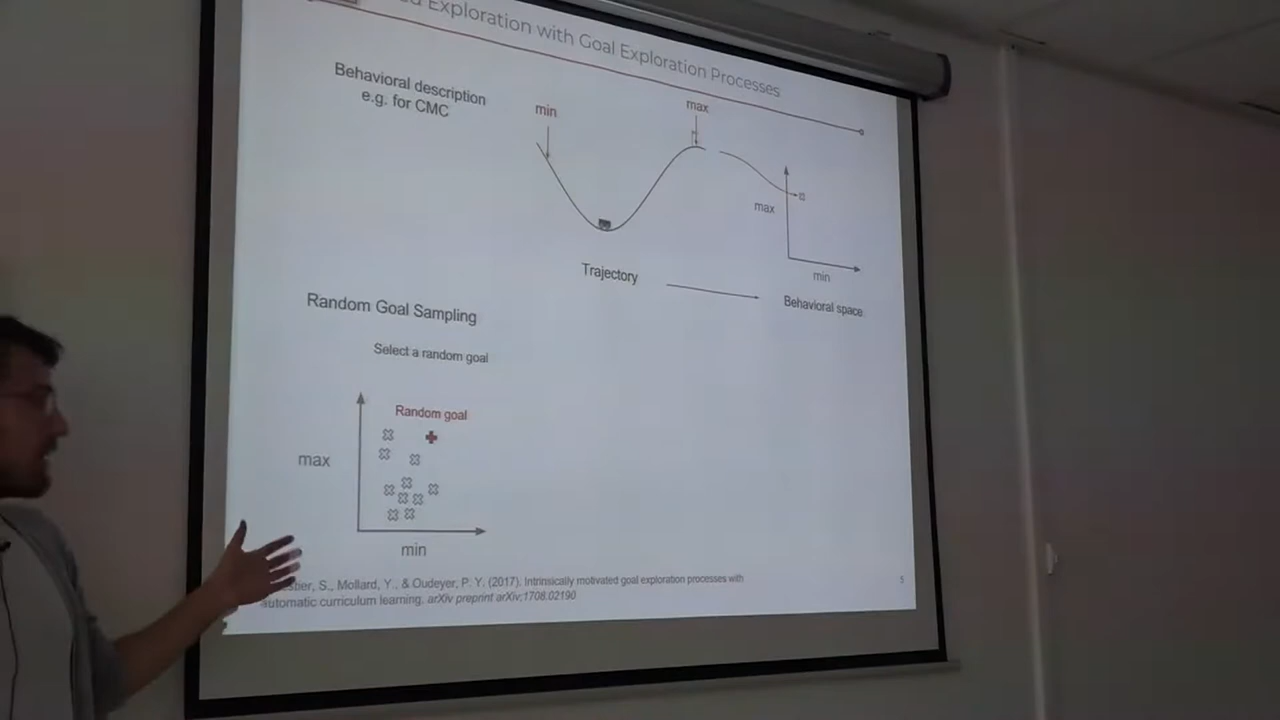 Exploration with Goal Exploration Processes
Behavioral description
e.g. for CMC
min
max
max
min
Trajectory
Behavioral space
Random Goal Sampling
Select a random goal
Random goal
max
min
S., Mollard, Y., & Oudeyer, P. Y. (2017). Intrinsically motivated goal exploration processes with
automatic curriculum learning. arXiv preprint arXiv:1708.02190
5